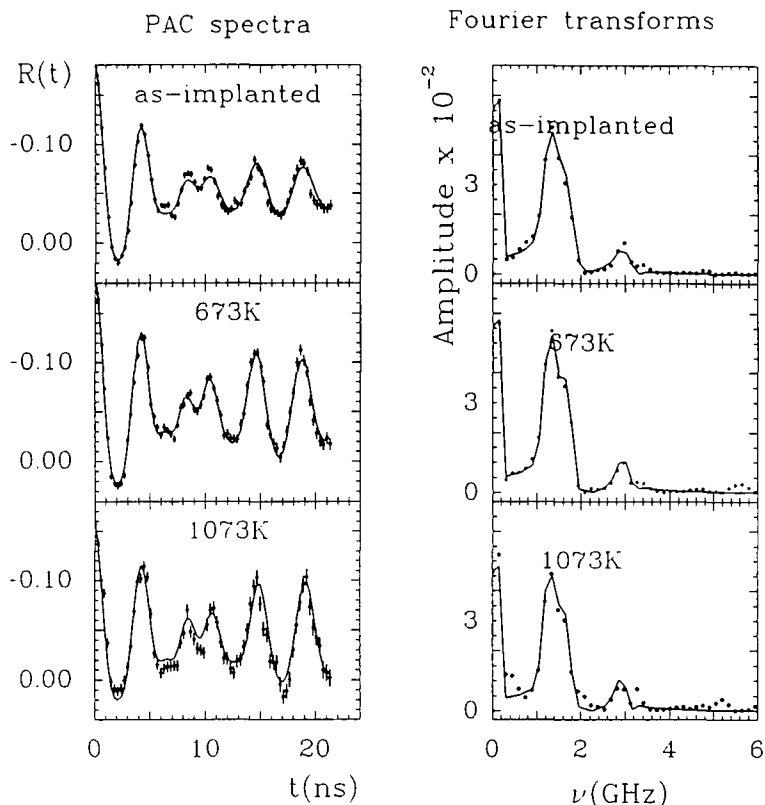 PAC spectra
Fourier transforms
R(t)
as-implanted
-0.10
0.00
673K
-0.10
0.00
1073K
-0.10
0.00
0 10 20
t(ns)
Amplitude x 10⁻²
as-implanted
3
0
673K
3
0
1073K
3
0
0 2 4 6
ν(GHz)